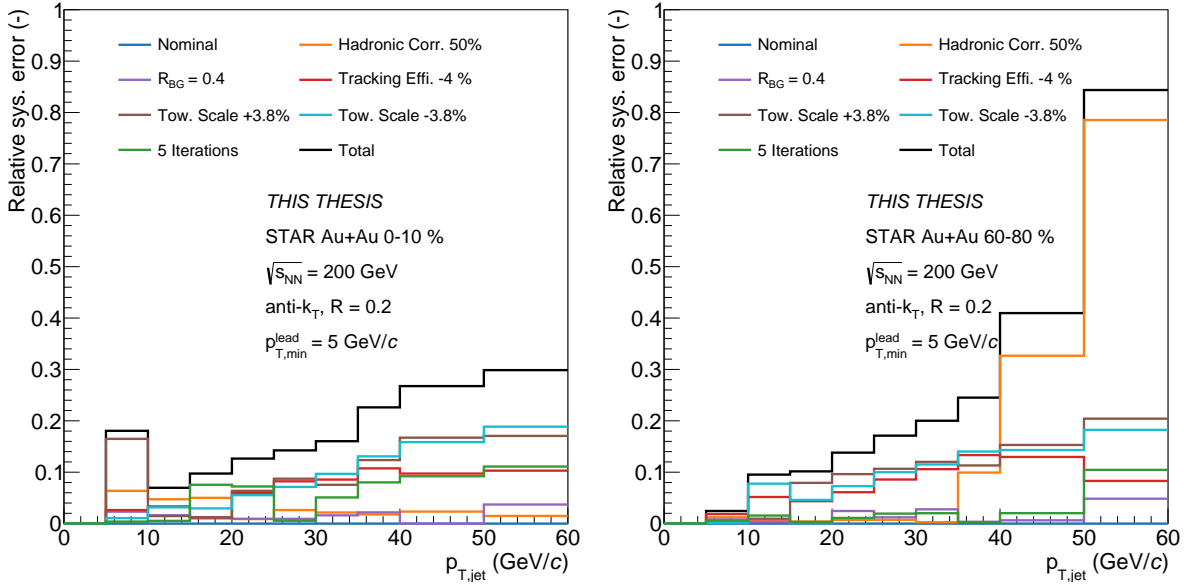 Relative sys. error (-)
1
0.9
0.8
0.7
0.6
0.5
0.4
0.3
0.2
0.1
0
Nominal
Hadronic Corr. 50%
R_BG = 0.4
Tracking Effi. -4 %
Tow. Scale +3.8%
Tow. Scale -3.8%
5 Iterations
Total
THIS THESIS
STAR Au+Au 0-10 %
√s_NN = 200 GeV
anti-k_T, R = 0.2
p_T,min^lead = 5 GeV/c
0 10 20 30 40 50 60
p_T,jet (GeV/c)
Relative sys. error (-)
1
0.9
0.8
0.7
0.6
0.5
0.4
0.3
0.2
0.1
0
Nominal
Hadronic Corr. 50%
R_BG = 0.4
Tracking Effi. -4 %
Tow. Scale +3.8%
Tow. Scale -3.8%
5 Iterations
Total
THIS THESIS
STAR Au+Au 60-80 %
√s_NN = 200 GeV
anti-k_T, R = 0.2
p_T,min^lead = 5 GeV/c
0 10 20 30 40 50 60
p_T,jet (GeV/c)